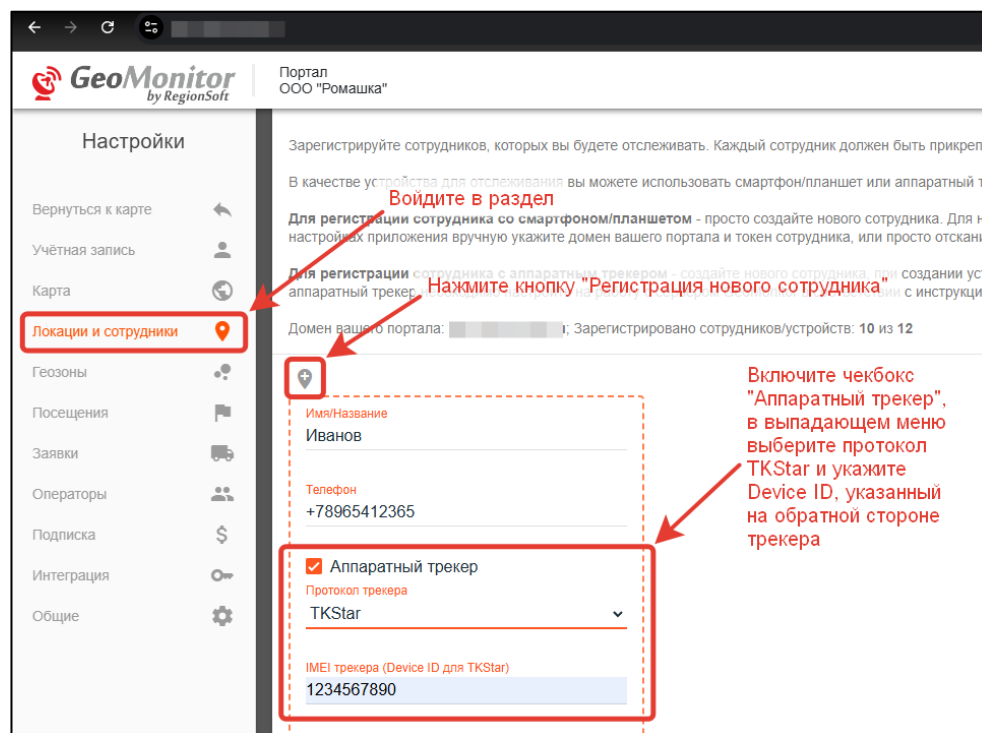 GeoMonitor
by RegionSoft
Портал
ООО "Ромашка"
Настройки
Вернуться к карте
Учётная запись
Карта
Локации и сотрудники
Геозоны
Посещения
Заявки
Операторы
Подписка
Интеграция
Общие
Зарегистрируйте сотрудников, которых вы будете отслеживать. Каждый сотрудник должен быть прикреп
В качестве устройства для отслеживания вы можете использовать смартфон/планшет или аппаратный т
Войдите в раздел
Для регистрации сотрудника со смартфоном/планшетом - просто создайте нового сотрудника. Для н
настройках приложения вручную укажите домен вашего портала и токен сотрудника, или просто отскани
Для регистрации сотрудника с аппаратным трекером - создайте нового сотрудника, при создании уст
Нажмите кнопку "Регистрация нового сотрудника"
аппаратный трекер с инструкци
Домен вашего портала: ; Зарегистрировано сотрудников/устройств: 10 из 12
Имя/Название
Иванов
Телефон
+78965412365
Аппаратный трекер
Протокол трекера
TKStar
IMEI трекера (Device ID для TKStar)
1234567890
Включите чекбокс
"Аппаратный трекер",
в выпадающем меню
выберите протокол
TKStar и укажите
Device ID, указанный
на обратной стороне
трекера